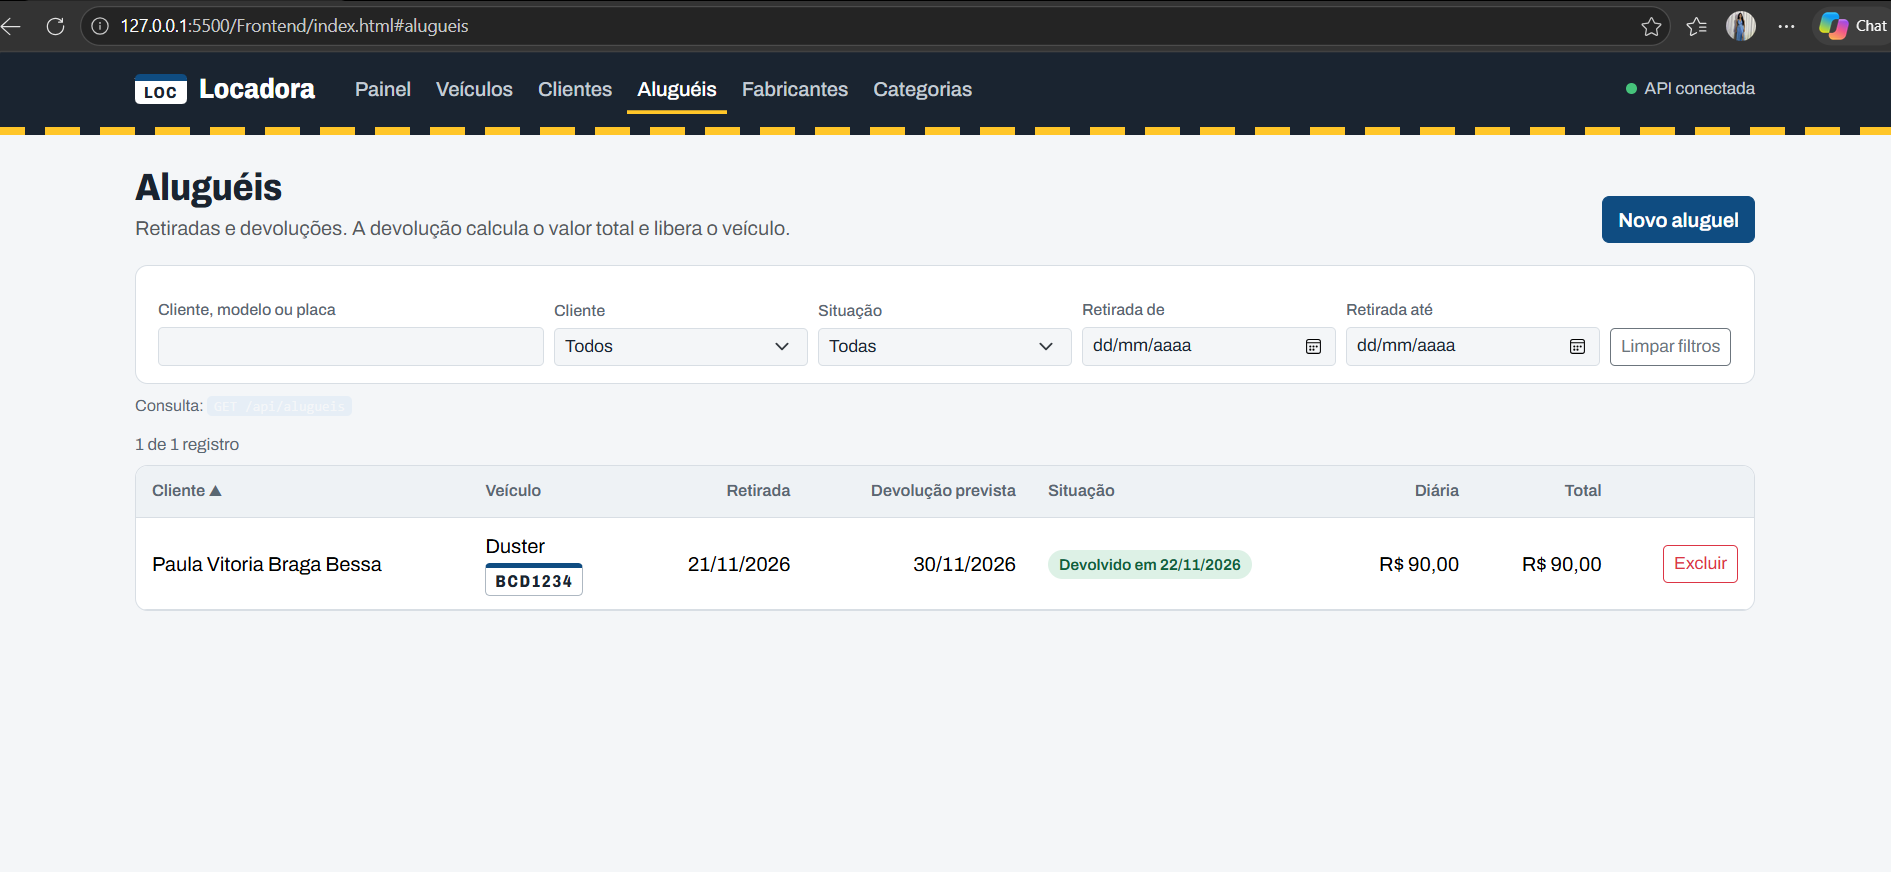 127.0.0.1:5500/Frontend/index.html#alugueis
Chat
LOC Locadora Painel Veículos Clientes Aluguéis Fabricantes Categorias API conectada
Aluguéis
Retiradas e devoluções. A devolução calcula o valor total e libera o veículo.
Novo aluguel
Cliente, modelo ou placa Cliente Situação Retirada de Retirada até
Todos Todas dd/mm/aaaa dd/mm/aaaa Limpar filtros
Consulta: GET /api/alugueis
1 de 1 registro
Cliente ▲ Veículo Retirada Devolução prevista Situação Diária Total
Paula Vitoria Braga Bessa Duster 21/11/2026 30/11/2026 Devolvido em 22/11/2026 R$ 90,00 R$ 90,00 Excluir
BCD1234